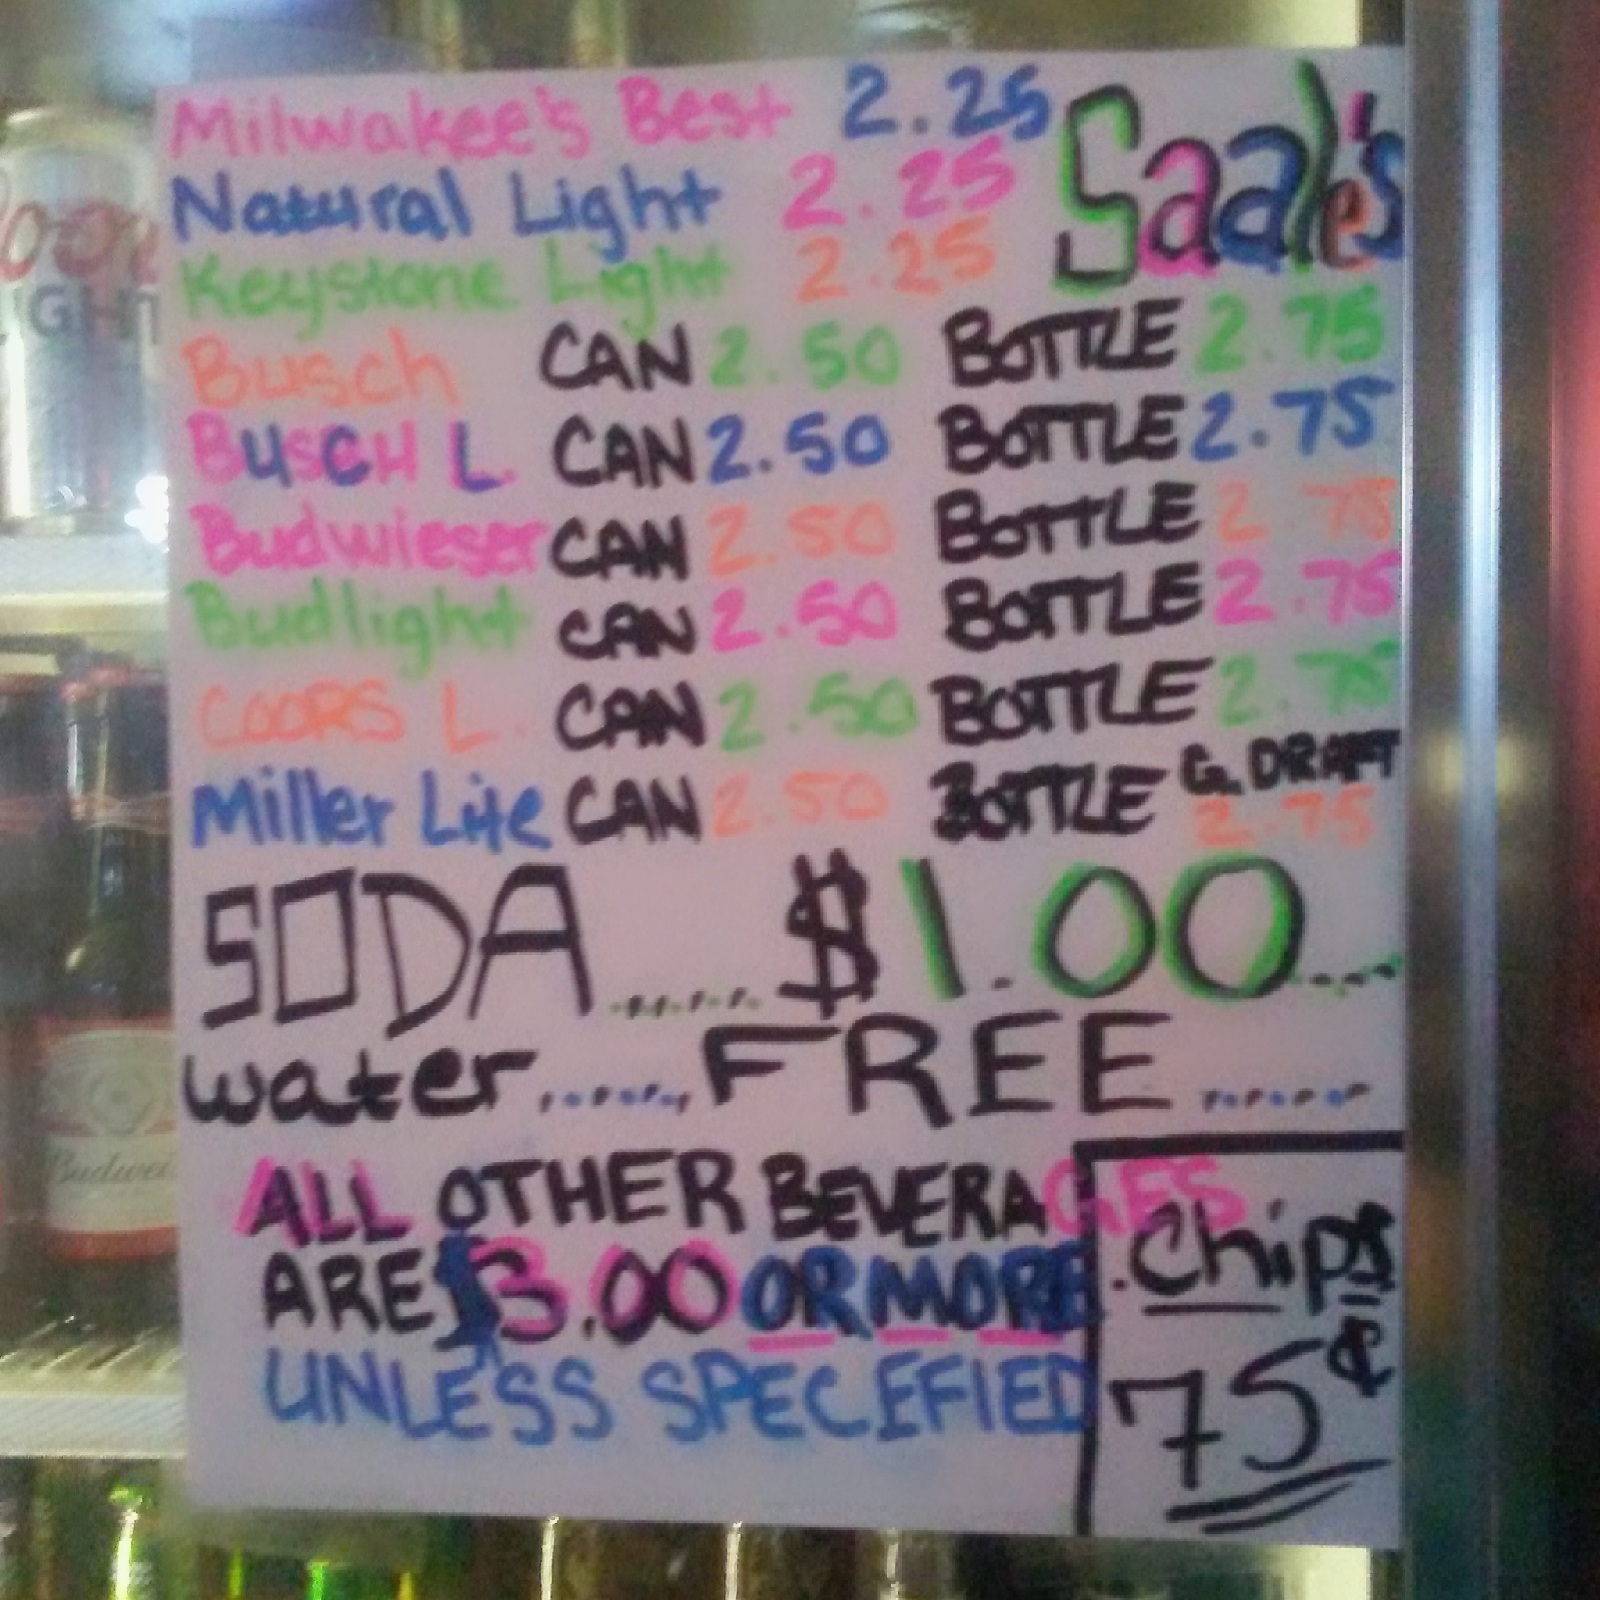 Milwakee's Best 2.25
Saale's
Natural Light 2.25
Keystone Light 2.25
Busch CAN 2.50 BOTTLE 2.75
BUSCH L. CAN 2.50 BOTTLE 2.75
Budwieser CAN 2.50 BOTTLE 2.75
Budlight CAN 2.50 BOTTLE 2.75
COORS L. CAN 2.50 BOTTLE 2.75
Miller Lite CAN 2.50 BOTTLE G. DRAFT 2.75
SODA ...... $1.00 .....
water ...... FREE ......
ALL OTHER BEVERAGES
ARE $3.00 OR MORE
UNLESS SPECEFIED
Chips
75¢
LIGHT
Budwei